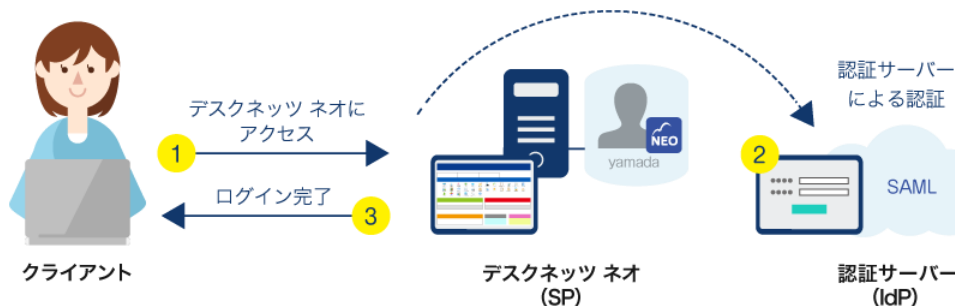 デスクネッツ ネオに
アクセス
1
ログイン完了
3
クライアント
NEO
yamada
デスクネッツ ネオ
(SP)
認証サーバー
による認証
2
SAML
認証サーバー
(IdP)